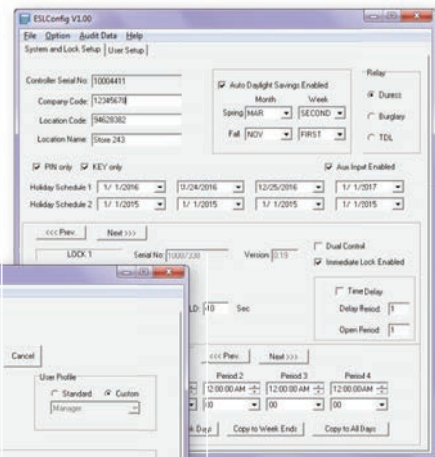 ESLConfig V1.00
File Option Audit Data Help
System and Lock Setup User Setup
Controller Serial No: 10004411
Company Code: 12345678
Location Code: 94628382
Location Name: Store 243
Auto Daylight Savings Enabled
Month Week
Spring MAR SECOND
Fall NOV FIRST
Relay
Duress
Burglary
TDL
PIN only KEY only Aux Input Enabled
Holiday Schedule 1 1/ 1/2016 11/24/2016 12/25/2016 1/ 1/2017
Holiday Schedule 2 1/ 1/2015 1/ 1/2015 1/ 1/2015 1/ 1/2015
<<< Prev. Next >>>
LOCK 1 Serial No: Version: 0.19
Dual Control
Immediate Lock Enabled
Time Delay
Delay Period: 1
Open Period: 1
LD: Sec
<<< Prev. Next >>>
Period 2 Period 3 Period 4
12:00:00 AM 12:00:00 AM 12:00:00 AM
00 00
Days Copy to Week Ends Copy to All Days
Cancel
User Profile
Standard Custom
Manager